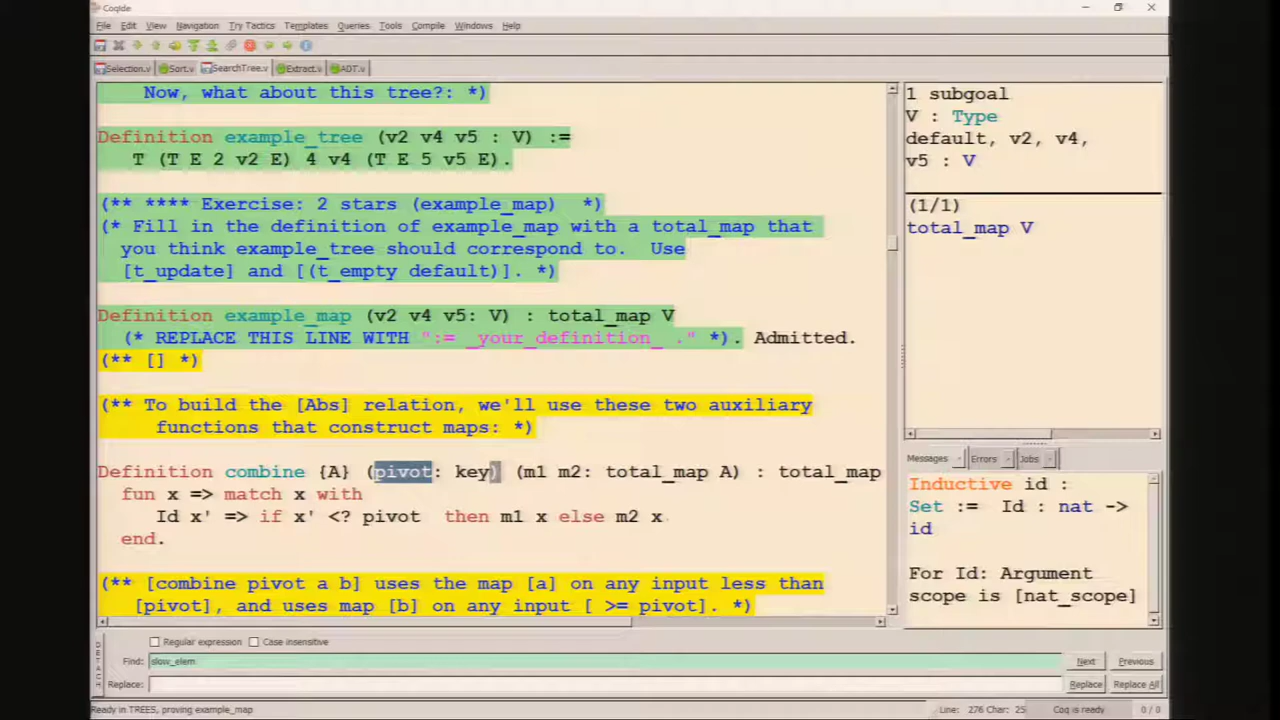 CoqIde
File Edit View Navigation Try Tactics Templates Queries Tools Compile Windows Help
Selection.v Sort.v SearchTree.v Extract.v ADT.v
Now, what about this tree?: *)
Definition example_tree (v2 v4 v5 : V) :=
T (T E 2 v2 E) 4 v4 (T E 5 v5 E).
(** **** Exercise: 2 stars (example_map) *)
(* Fill in the definition of example_map with a total_map that
you think example_tree should correspond to. Use
[t_update] and [(t_empty default)]. *)
Definition example_map (v2 v4 v5: V) : total_map V
(* REPLACE THIS LINE WITH ":= _your_definition_ ." *). Admitted.
(** [] *)
(** To build the [Abs] relation, we'll use these two auxiliary
functions that construct maps: *)
Definition combine {A} (pivot: key) (m1 m2: total_map A) : total_map
fun x => match x with
Id x' => if x' <? pivot then m1 x else m2 x
end.
(** [combine pivot a b] uses the map [a] on any input less than
[pivot], and uses map [b] on any input [ >= pivot]. *)
1 subgoal
V : Type
default, v2, v4,
v5 : V
(1/1)
total_map V
Messages Errors Jobs
Inductive id :
Set := Id : nat ->
id
For Id: Argument
scope is [nat_scope]
DETACH
Regular expression Case insensitive
Find: slow_elem Next Previous
Replace: Replace Replace All
Ready in TREES, proving example_map Line: 276 Char: 25 Coq is ready 0 / 0